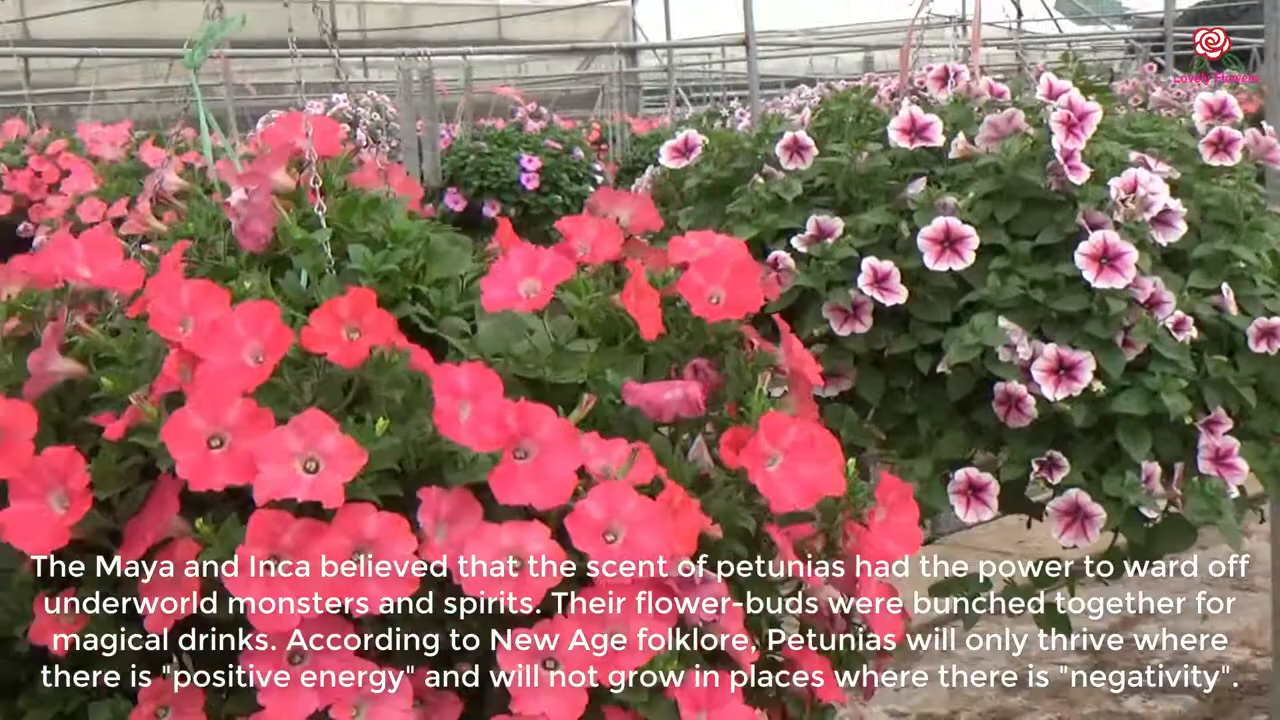 Lovely Flowers
The Maya and Inca believed that the scent of petunias had the power to ward off
underworld monsters and spirits. Their flower-buds were bunched together for
magical drinks. According to New Age folklore, Petunias will only thrive where
there is "positive energy" and will not grow in places where there is "negativity".